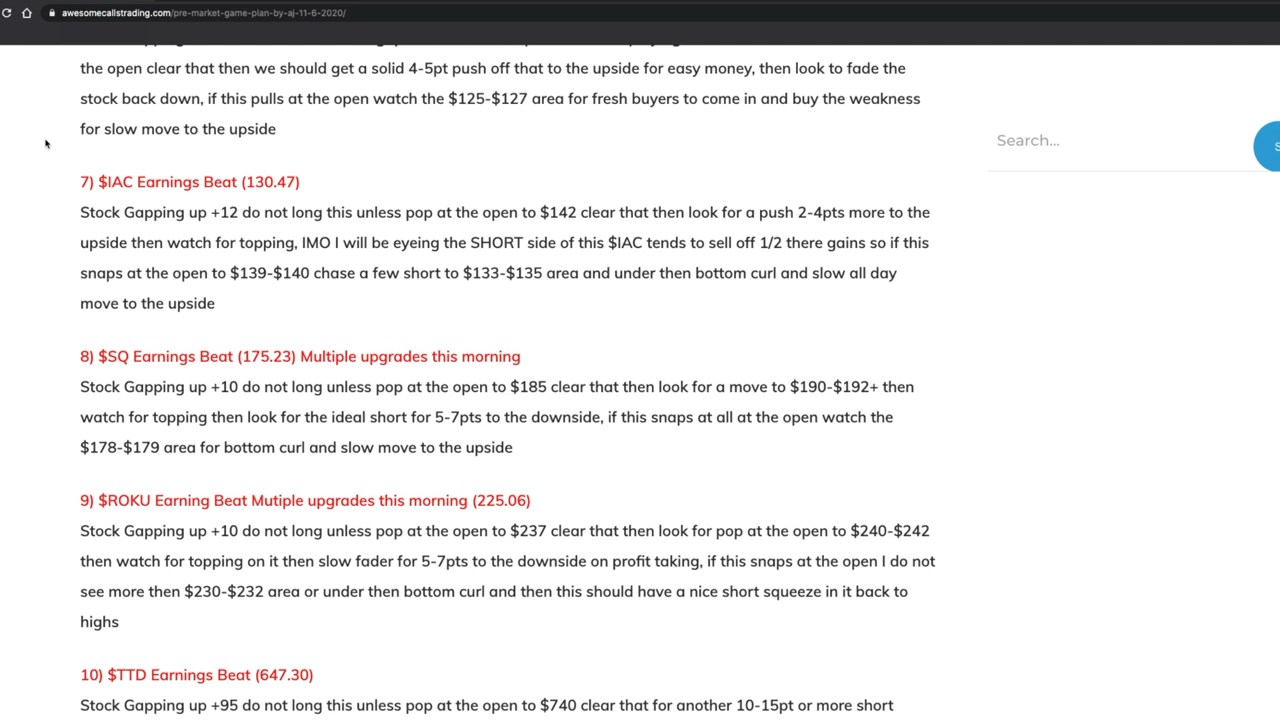 awesomecallstrading.com/pre-market-game-plan-by-aj-11-6-2020/
the open clear that then we should get a solid 4-5pt push off that to the upside for easy money, then look to fade the
stock back down, if this pulls at the open watch the $125-$127 area for fresh buyers to come in and buy the weakness
for slow move to the upside
Search...
S
7) $IAC Earnings Beat (130.47)
Stock Gapping up +12 do not long this unless pop at the open to $142 clear that then look for a push 2-4pts more to the
upside then watch for topping, IMO I will be eyeing the SHORT side of this $IAC tends to sell off 1/2 there gains so if this
snaps at the open to $139-$140 chase a few short to $133-$135 area and under then bottom curl and slow all day
move to the upside
8) $SQ Earnings Beat (175.23) Multiple upgrades this morning
Stock Gapping up +10 do not long unless pop at the open to $185 clear that then look for a move to $190-$192+ then
watch for topping then look for the ideal short for 5-7pts to the downside, if this snaps at all at the open watch the
$178-$179 area for bottom curl and slow move to the upside
9) $ROKU Earning Beat Mutiple upgrades this morning (225.06)
Stock Gapping up +10 do not long unless pop at the open to $237 clear that then look for pop at the open to $240-$242
then watch for topping on it then slow fader for 5-7pts to the downside on profit taking, if this snaps at the open I do not
see more then $230-$232 area or under then bottom curl and then this should have a nice short squeeze in it back to
highs
10) $TTD Earnings Beat (647.30)
Stock Gapping up +95 do not long this unless pop at the open to $740 clear that for another 10-15pt or more short